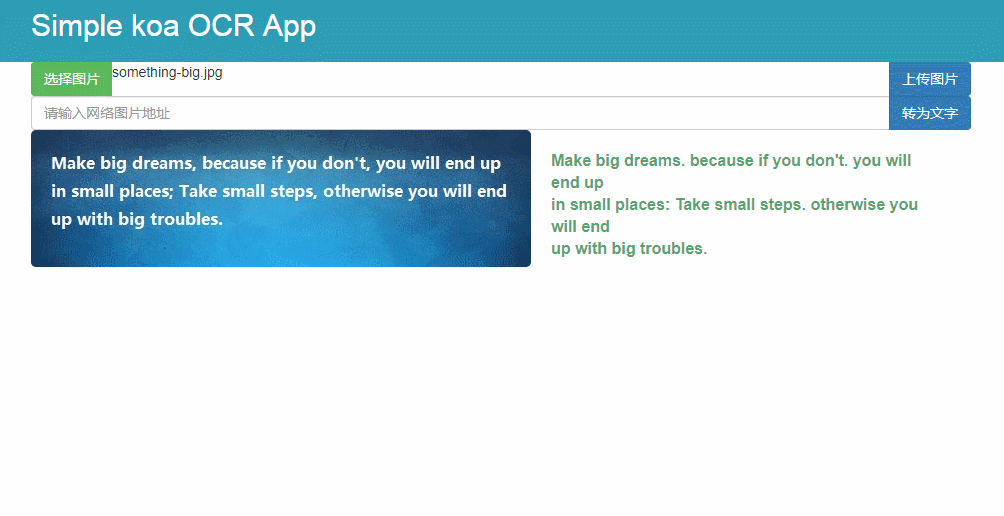 Simple koa OCR App
选择图片 something-big.jpg 上传图片
请输入网络图片地址 转为文字
Make big dreams, because if you don't, you will end up
in small places; Take small steps, otherwise you will end
up with big troubles.
Make big dreams. because if you don't. you will
end up
in small places: Take small steps. otherwise you
will end
up with big troubles.